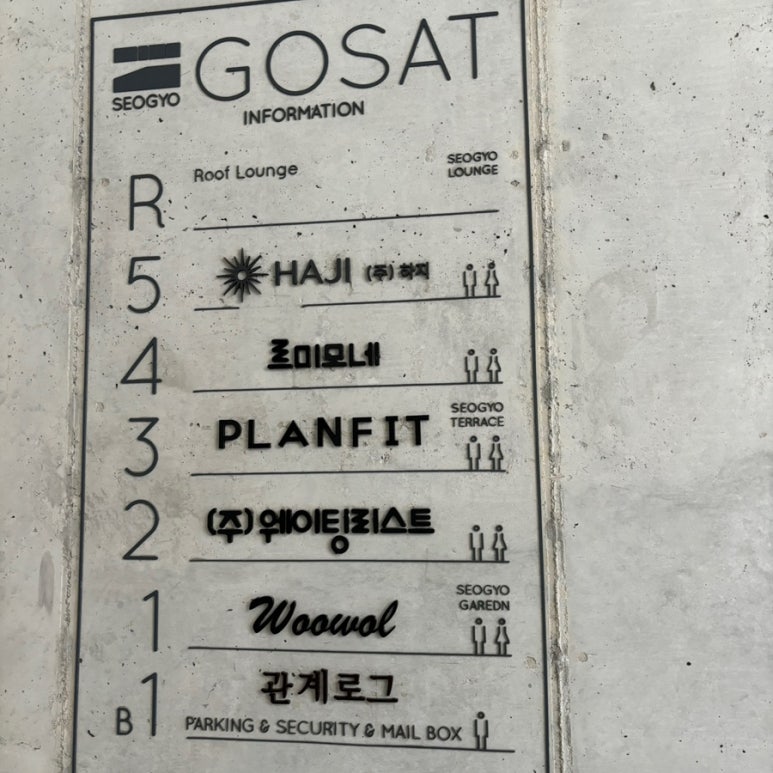 GOSAT
SEOGYO
INFORMATION
R Roof Lounge SEOGYO
LOUNGE
5 HAJI (주)하지
4 르미모네
3 PLANFIT SEOGYO
TERRACE
2 (주)웨이팅리스트
1 Woowol SEOGYO
GAREDN
B1 관계로그
PARKING & SECURITY & MAIL BOX